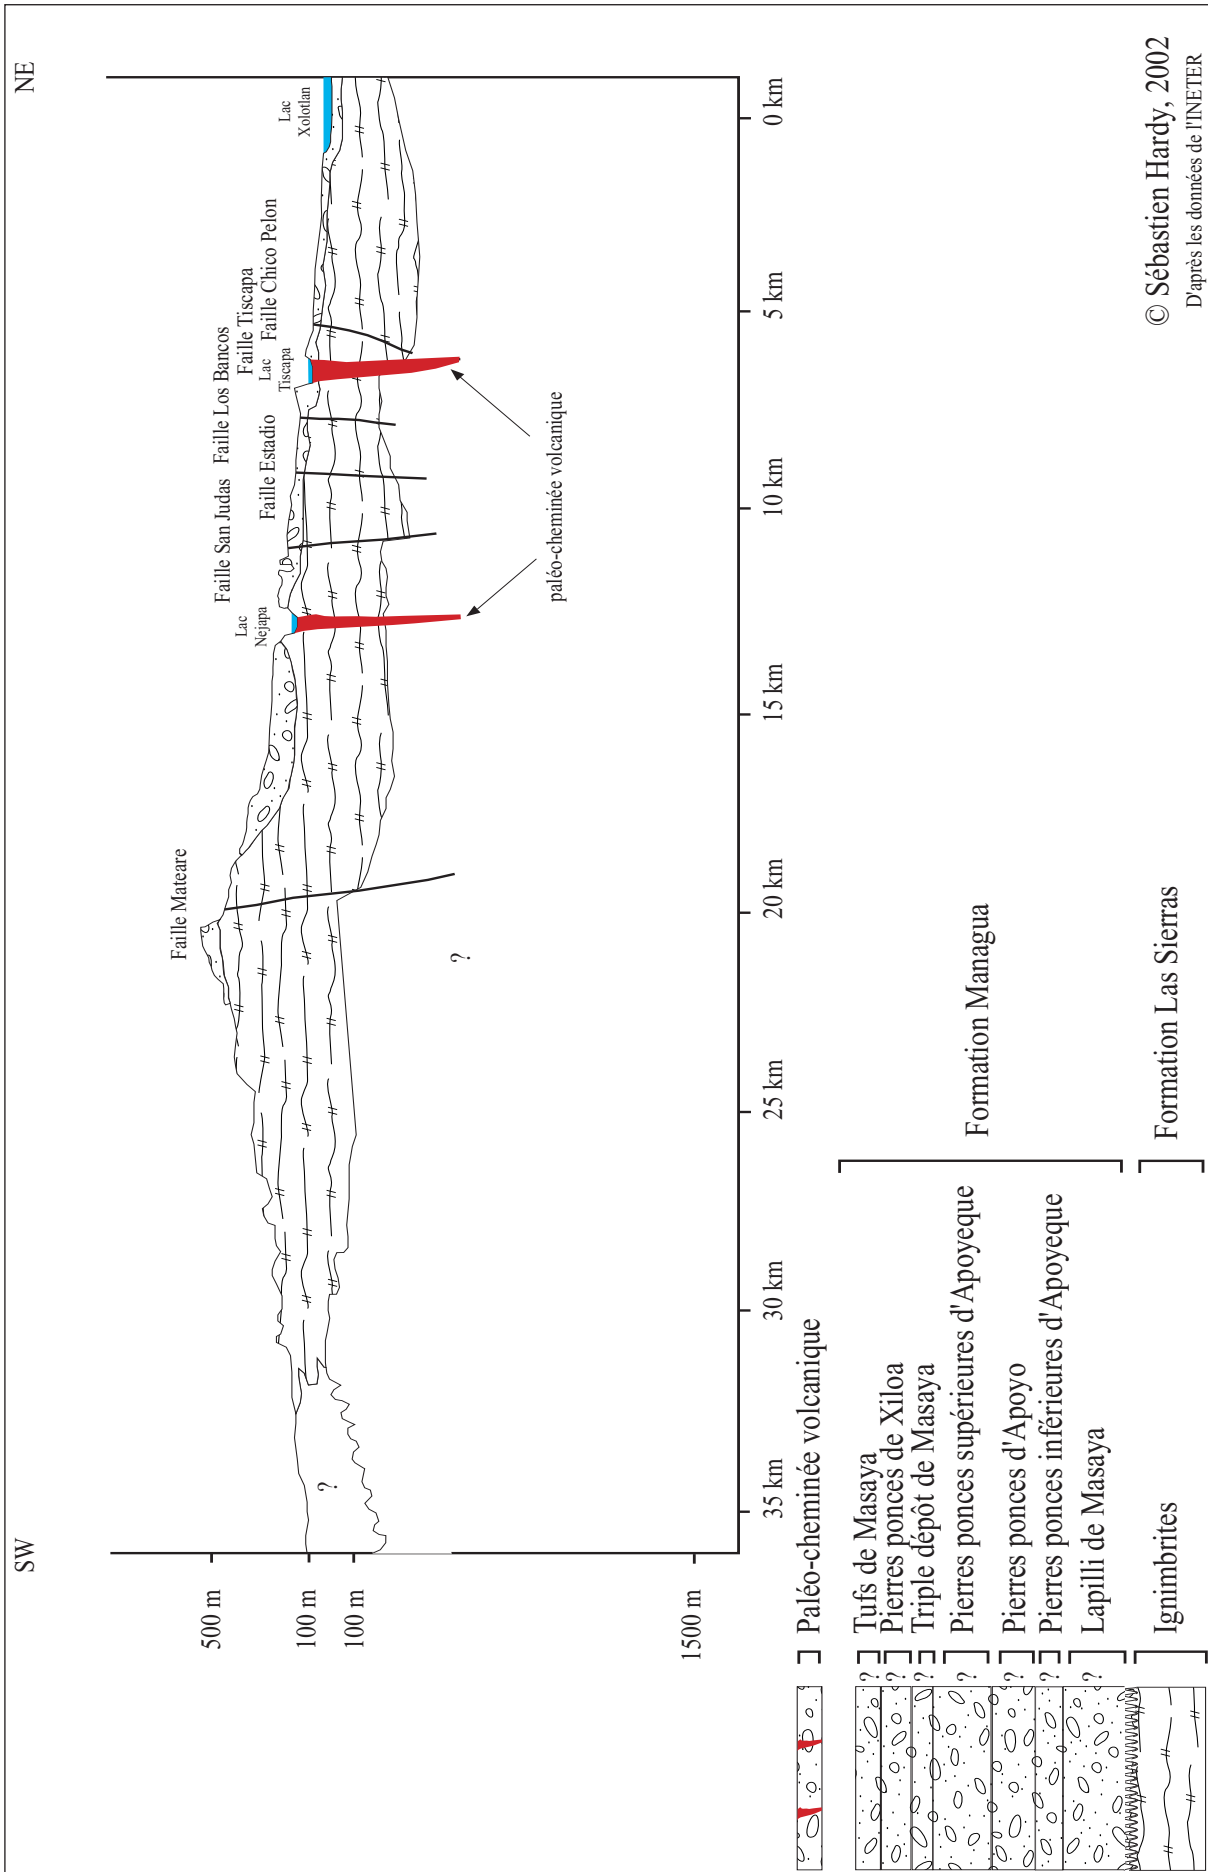 SW
NE
Faille Mateare
Lac
Nejapa
Faille San Judas
Faille Estadio
Faille Los Bancos
Lac
Tiscapa
Faille Tiscapa
Faille Chico Pelon
Lac
Xolotlan
500 m
100 m
100 m
1500 m
?
?
paléo-cheminée volcanique
35 km
30 km
25 km
20 km
15 km
10 km
5 km
0 km
Paléo-cheminée volcanique
? Tufs de Masaya
? Pierres ponces de Xiloa
? Triple dépôt de Masaya
? Pierres ponces supérieures d'Apoyeque
? Pierres ponces d'Apoyo
? Pierres ponces inférieures d'Apoyeque
? Lapilli de Masaya
Formation Managua
Ignimbrites
Formation Las Sierras
© Sébastien Hardy, 2002
D'après les données de l'INETER